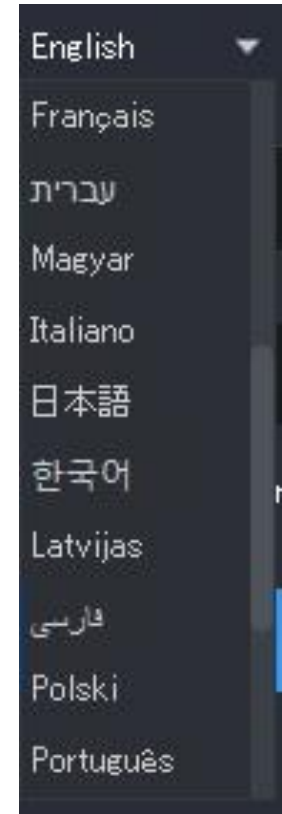 English
Français
עברית
Magyar
Italiano
日本語
한국어
Latvijas
فارسی
Polski
Português